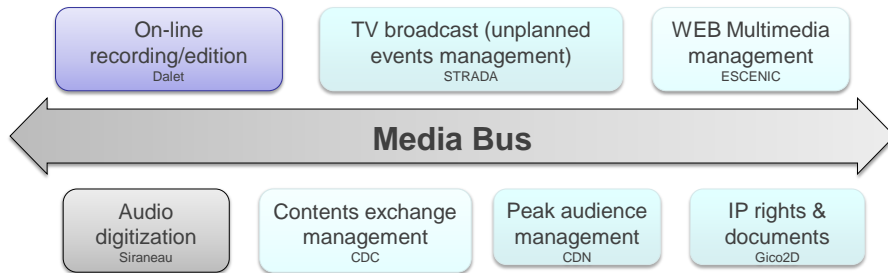 On-line
recording/edition
Dalet
TV broadcast (unplanned
events management)
STRADA
WEB Multimedia
management
ESCENIC
Media Bus
Audio
digitization
Siraneau
Contents exchange
management
CDC
Peak audience
management
CDN
IP rights &
documents
Gico2D